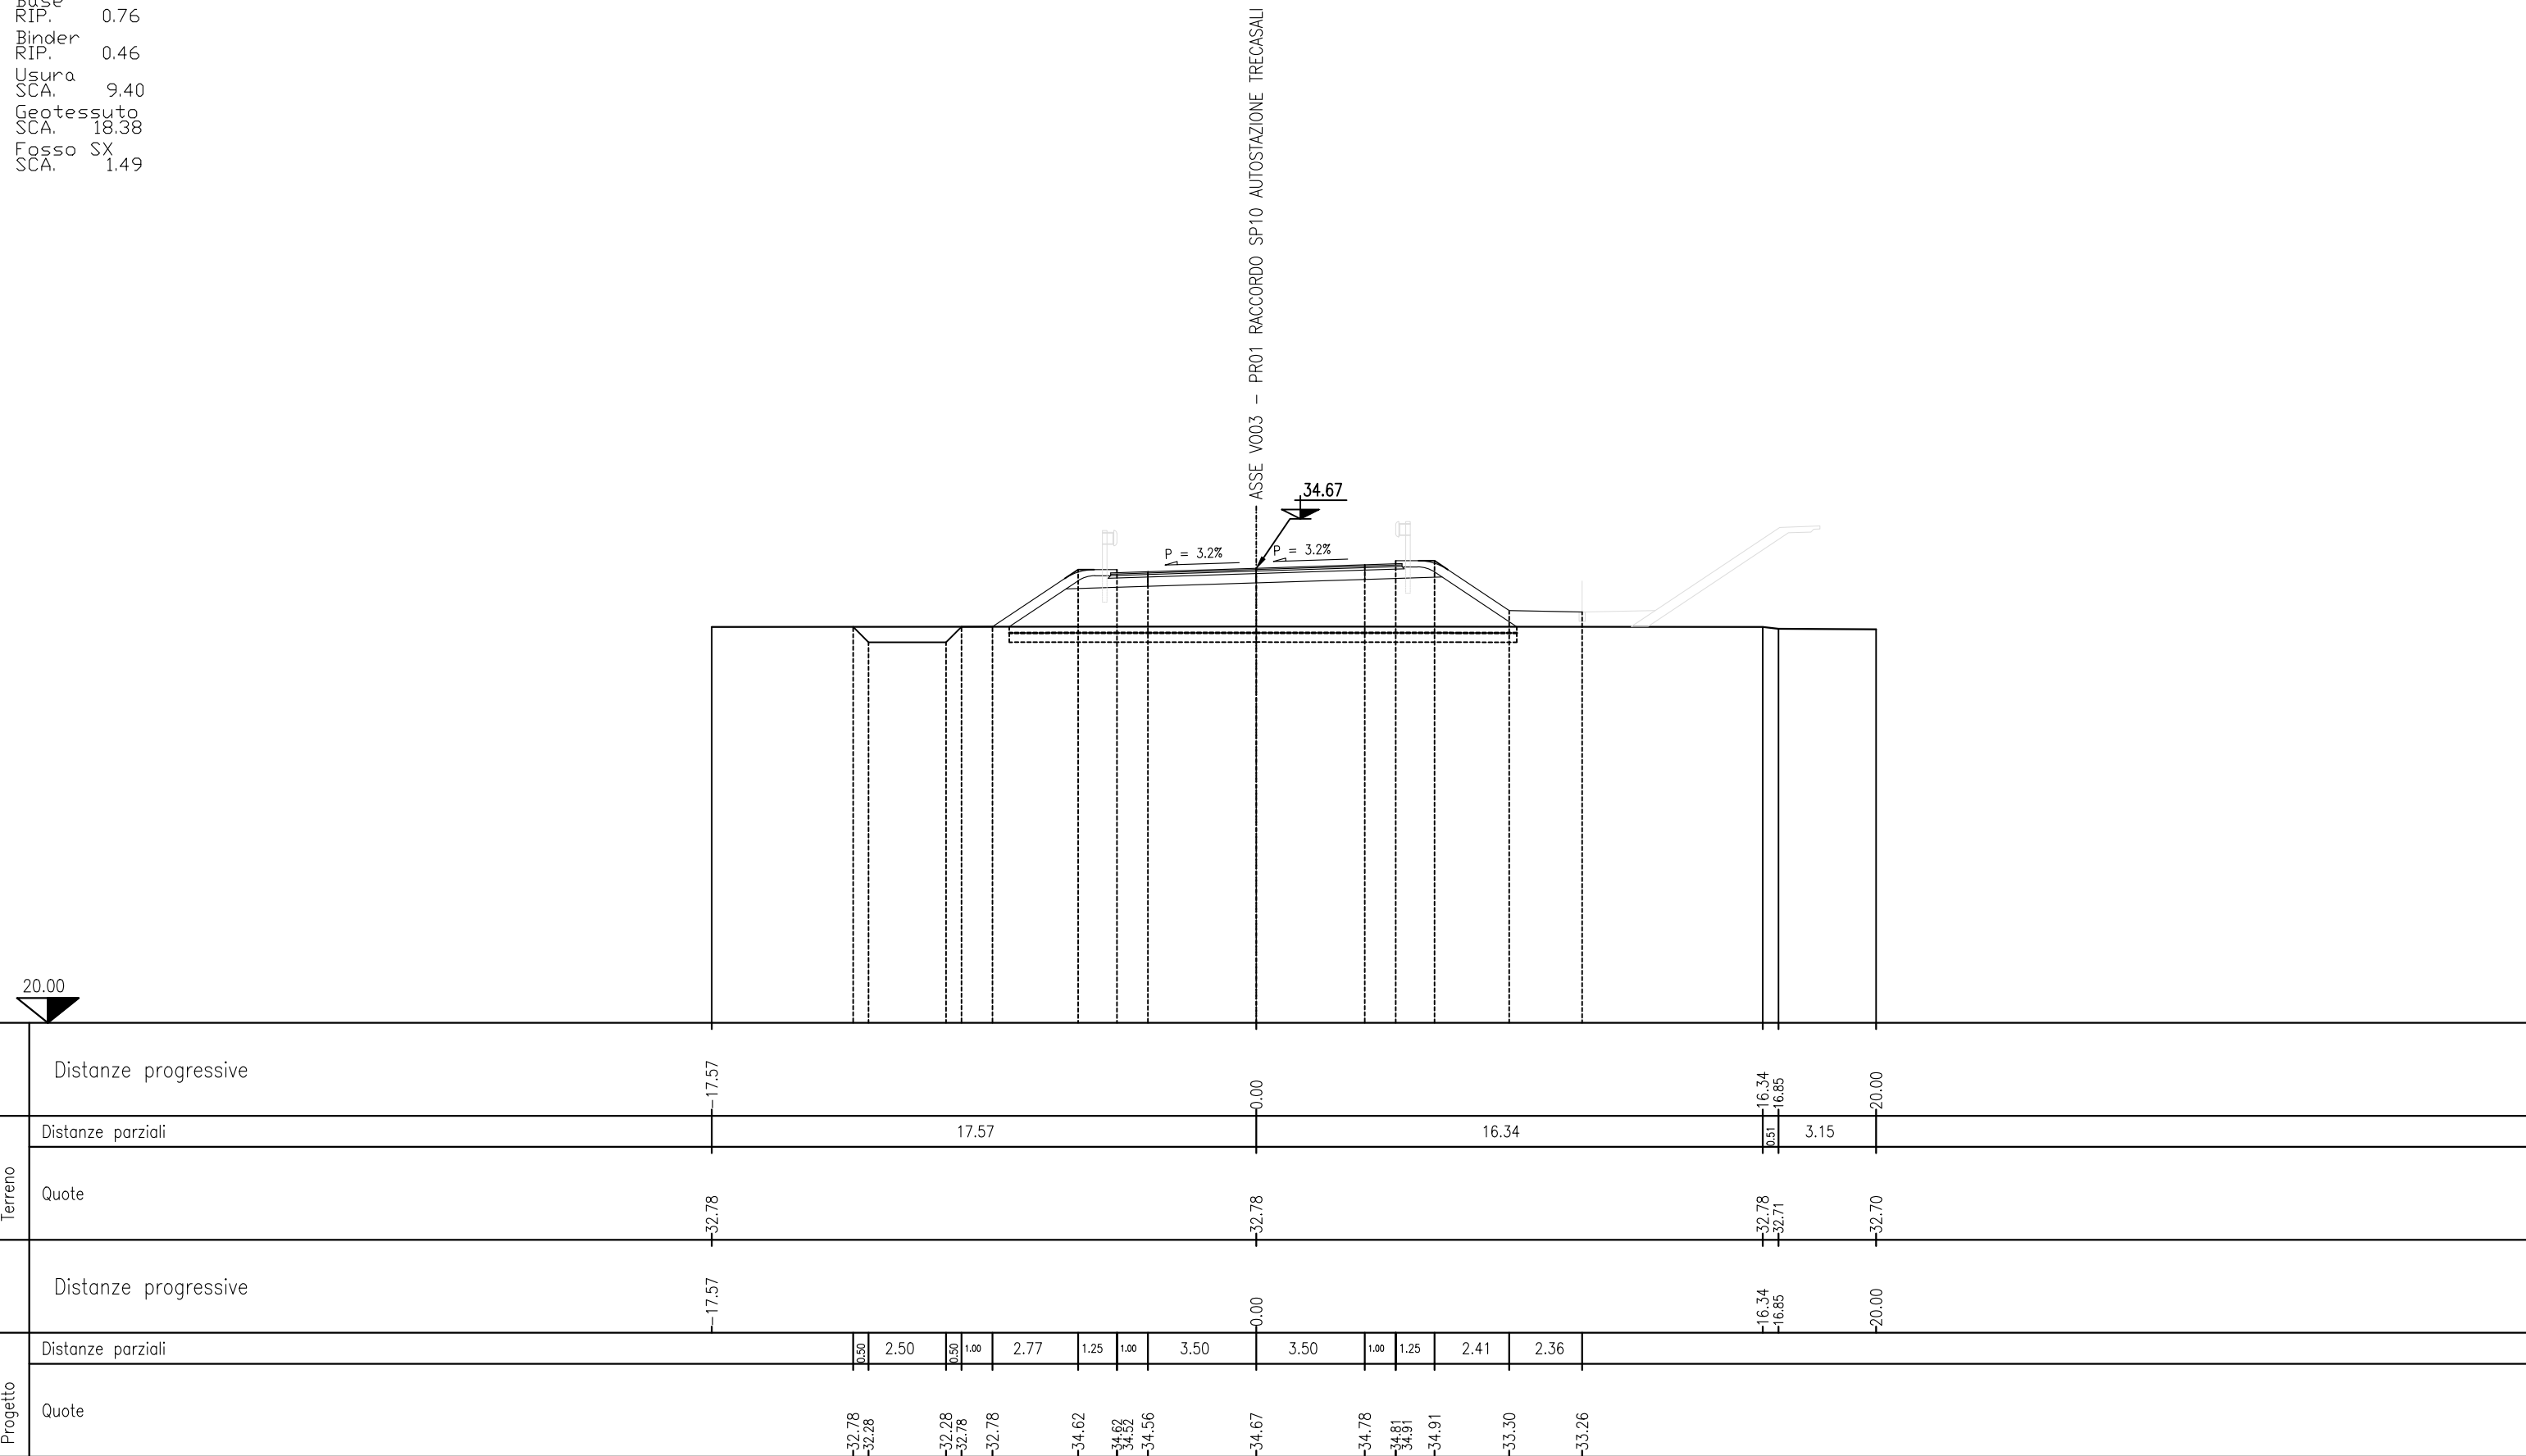 Base
RIP. 0.76
Binder
RIP. 0.46
Usura
SCA. 9.40
Geotessuto
SCA. 18.38
Fosso SX
SCA. 1.49
ASSE V003 - PR01 RACCORDO SP10 AUTOSTAZIONE TRECASALI
34.67
P = 3.2%
P = 3.2%
20.00
Terreno
Distanze progressive
-17.57 0.00 16.34 16.85 20.00
Distanze parziali
17.57 16.34 0.51 3.15
Quote
32.78 32.78 32.78 32.71 32.70
Progetto
Distanze progressive
-17.57 0.00 16.34 16.85 20.00
Distanze parziali
0.50 2.50 0.50 1.00 2.77 1.25 1.00 3.50 3.50 1.00 1.25 2.41 2.36
Quote
32.78 32.28 32.28 32.78 32.78 34.62 34.62 34.52 34.56 34.67 34.78 34.81 34.91 34.91 33.30 33.26